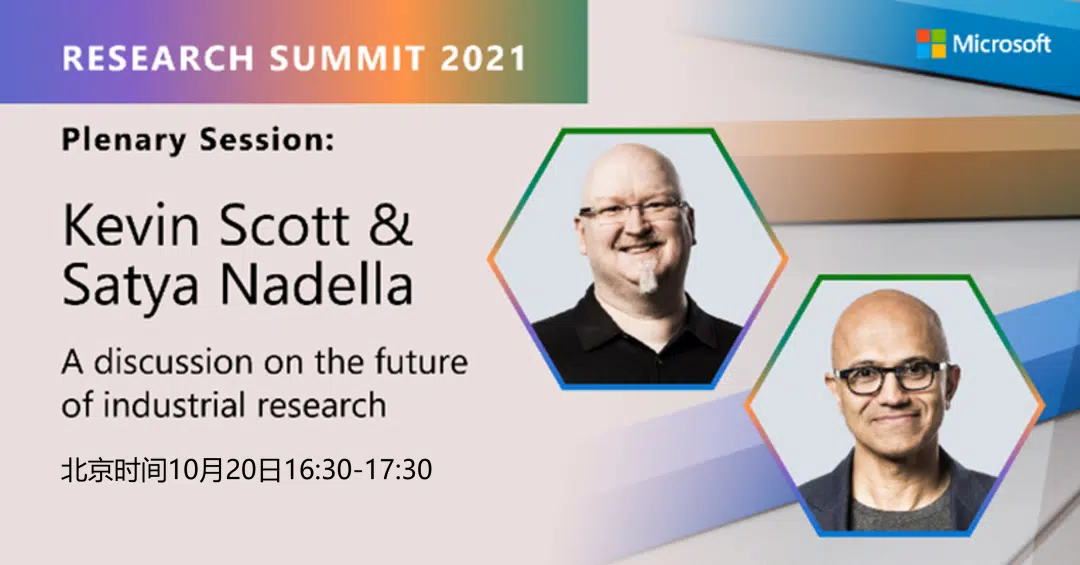 RESEARCH SUMMIT 2021
Microsoft
Plenary Session:
Kevin Scott &
Satya Nadella
A discussion on the future
of industrial research
北京时间10月20日16:30-17:30